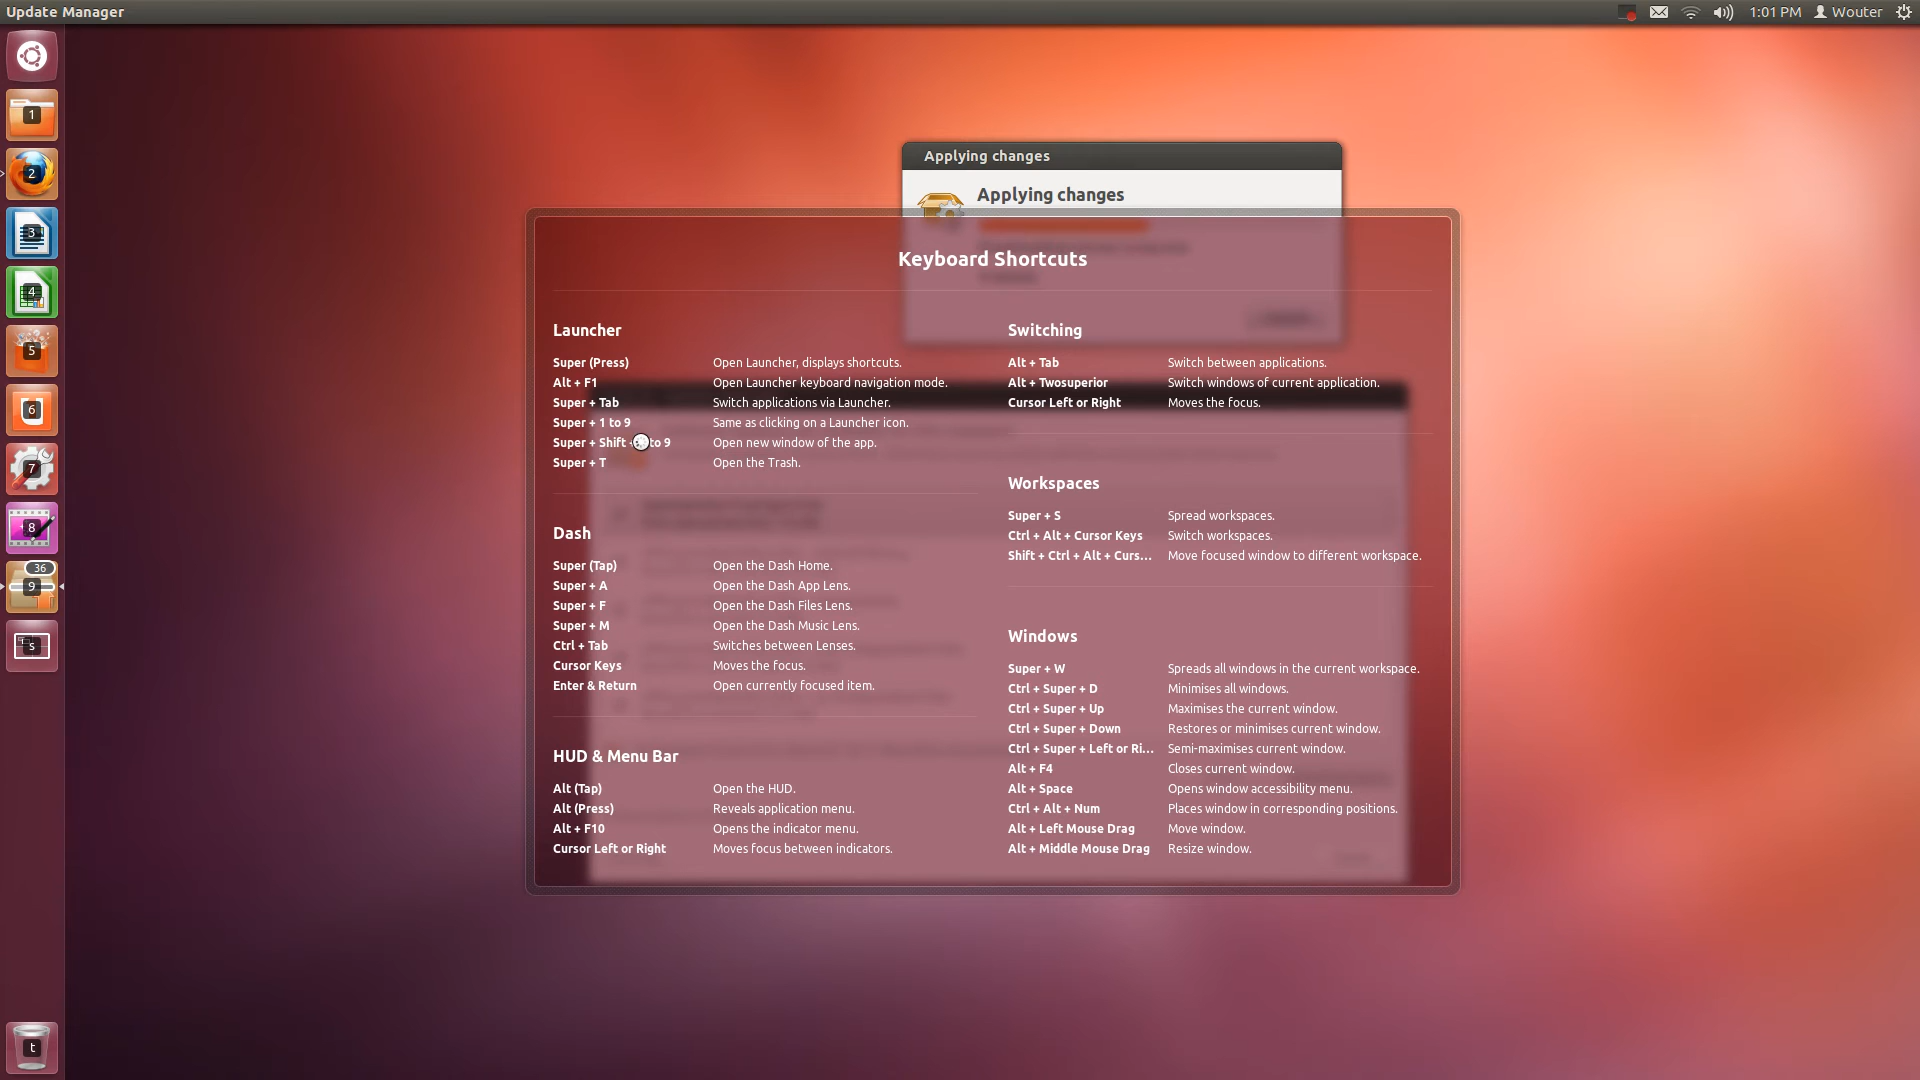 Update Manager
1:01 PM Wouter
1
2
3
4
5
6
7
8
36
9
s
t
Applying changes
Applying changes
Keyboard Shortcuts
Launcher
Super (Press) Open Launcher, displays shortcuts.
Alt + F1 Open Launcher keyboard navigation mode.
Super + Tab Switch applications via Launcher.
Super + 1 to 9 Same as clicking on a Launcher icon.
Super + Shift + to 9 Open new window of the app.
Super + T Open the Trash.
Dash
Super (Tap) Open the Dash Home.
Super + A Open the Dash App Lens.
Super + F Open the Dash Files Lens.
Super + M Open the Dash Music Lens.
Ctrl + Tab Switches between Lenses.
Cursor Keys Moves the focus.
Enter & Return Open currently focused item.
HUD & Menu Bar
Alt (Tap) Open the HUD.
Alt (Press) Reveals application menu.
Alt + F10 Opens the indicator menu.
Cursor Left or Right Moves focus between indicators.
Switching
Alt + Tab Switch between applications.
Alt + Twosuperior Switch windows of current application.
Cursor Left or Right Moves the focus.
Workspaces
Super + S Spread workspaces.
Ctrl + Alt + Cursor Keys Switch workspaces.
Shift + Ctrl + Alt + Curs... Move focused window to different workspace.
Windows
Super + W Spreads all windows in the current workspace.
Ctrl + Super + D Minimises all windows.
Ctrl + Super + Up Maximises the current window.
Ctrl + Super + Down Restores or minimises current window.
Ctrl + Super + Left or Ri... Semi-maximises current window.
Alt + F4 Closes current window.
Alt + Space Opens window accessibility menu.
Ctrl + Alt + Num Places window in corresponding positions.
Alt + Left Mouse Drag Move window.
Alt + Middle Mouse Drag Resize window.